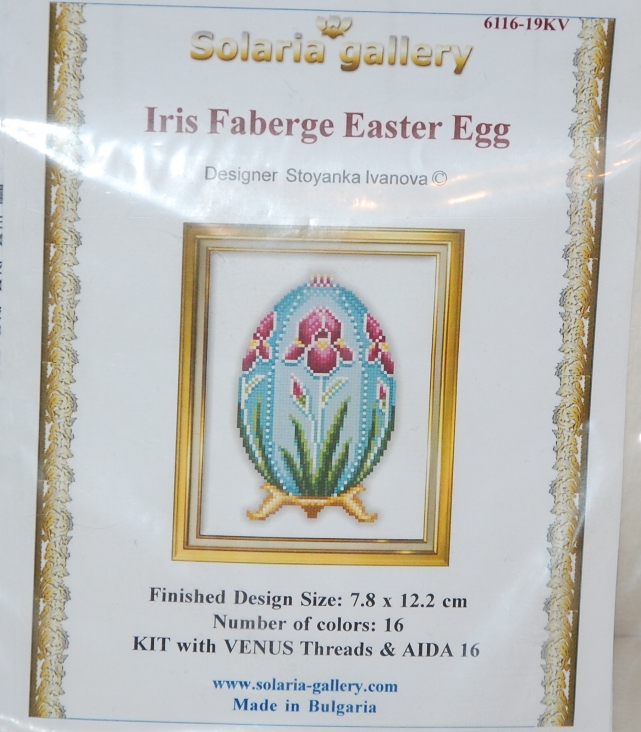 6116-19KV
Solaria gallery
Iris Faberge Easter Egg
Designer Stoyanka Ivanova ©
Finished Design Size: 7.8 x 12.2 cm
Number of colors: 16
KIT with VENUS Threads & AIDA 16
www.solaria-gallery.com
Made in Bulgaria